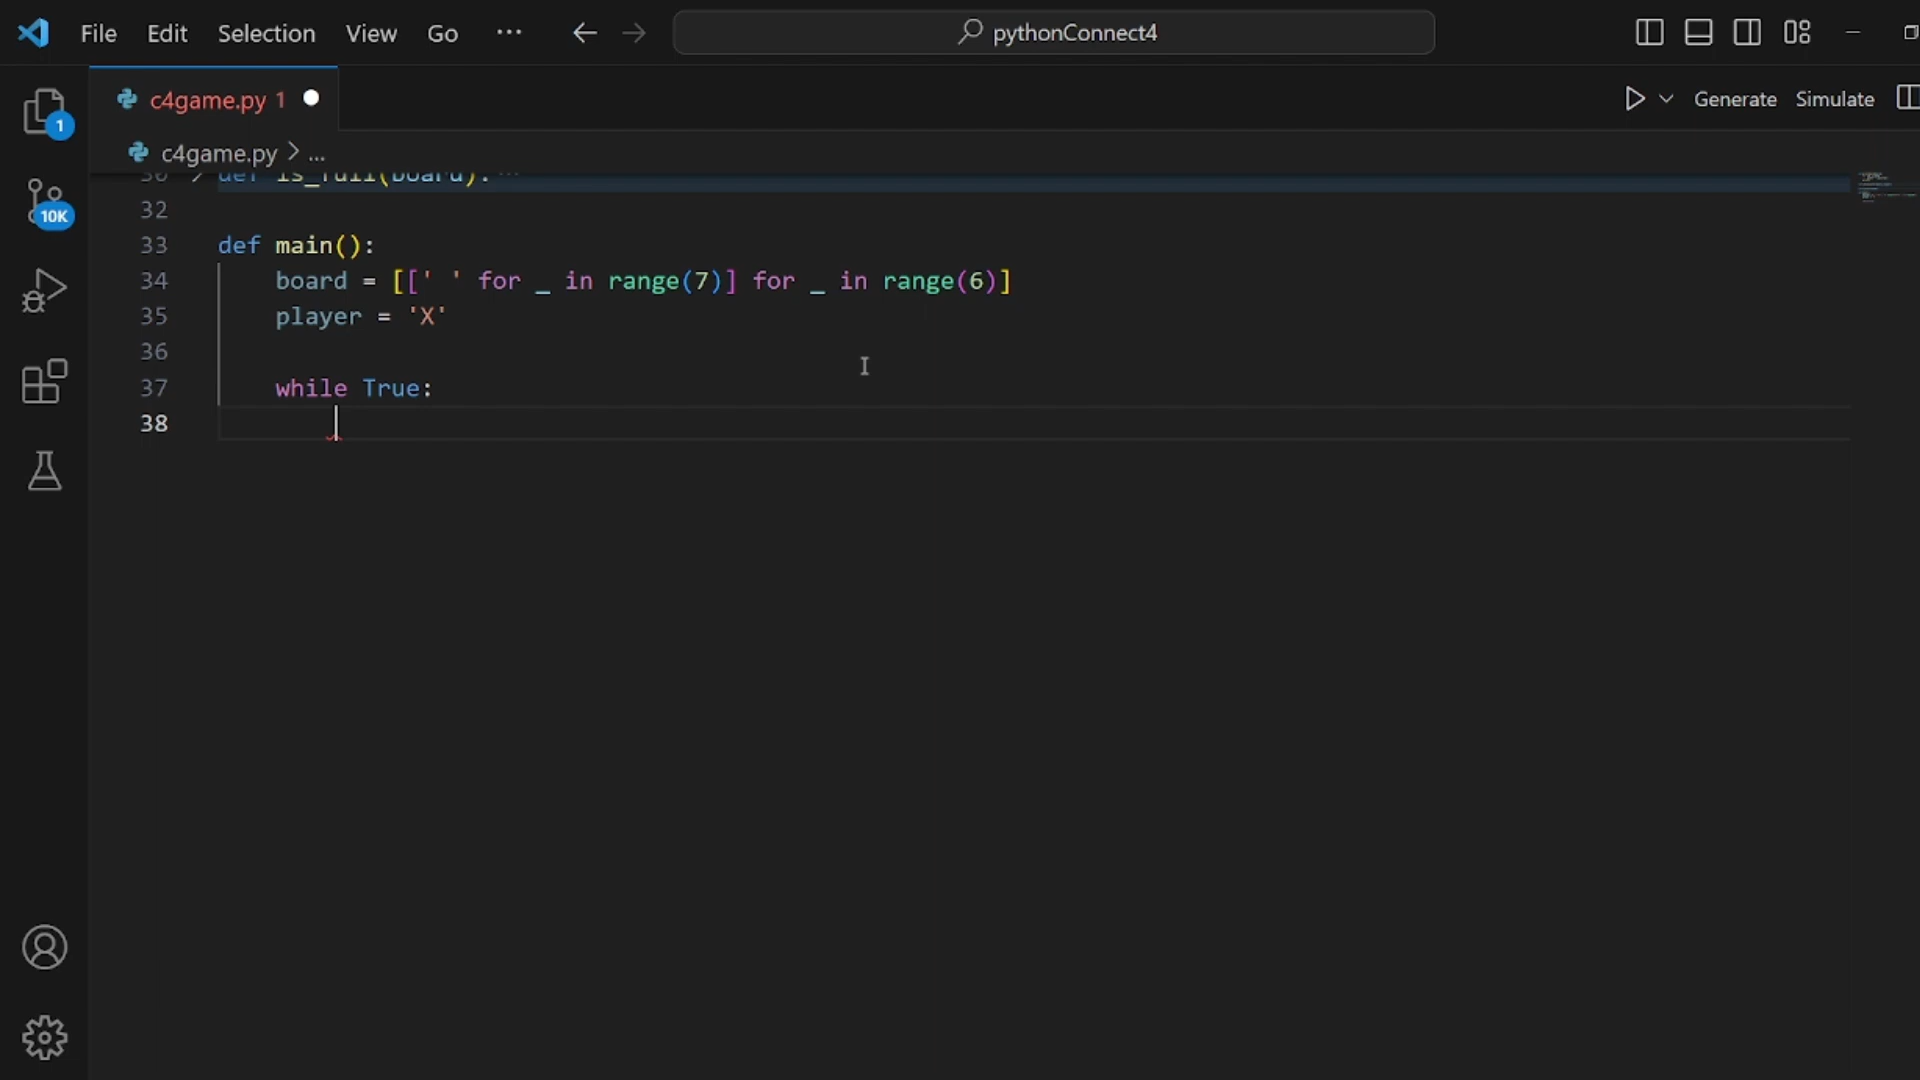 File Edit Selection View Go ··· pythonConnect4
c4game.py 1 Generate Simulate
1
c4game.py > ...
30 def is_full(board): ···
10K
32
33 def main():
34 board = [[' ' for _ in range(7)] for _ in range(6)]
35 player = 'X'
36
37 while True:
38